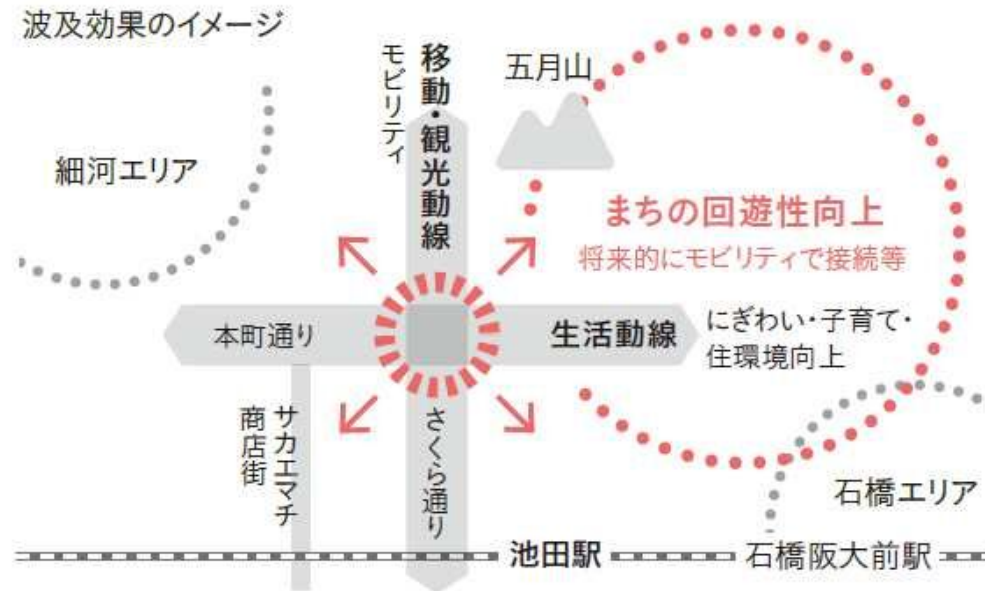 波及効果のイメージ
移動・観光動線
モビリティ
五月山
細河エリア
まちの回遊性向上
将来的にモビリティで接続等
本町通り
生活動線
にぎわい・子育て・
住環境向上
サカエマチ
商店街
さくら通り
石橋エリア
池田駅
石橋阪大前駅